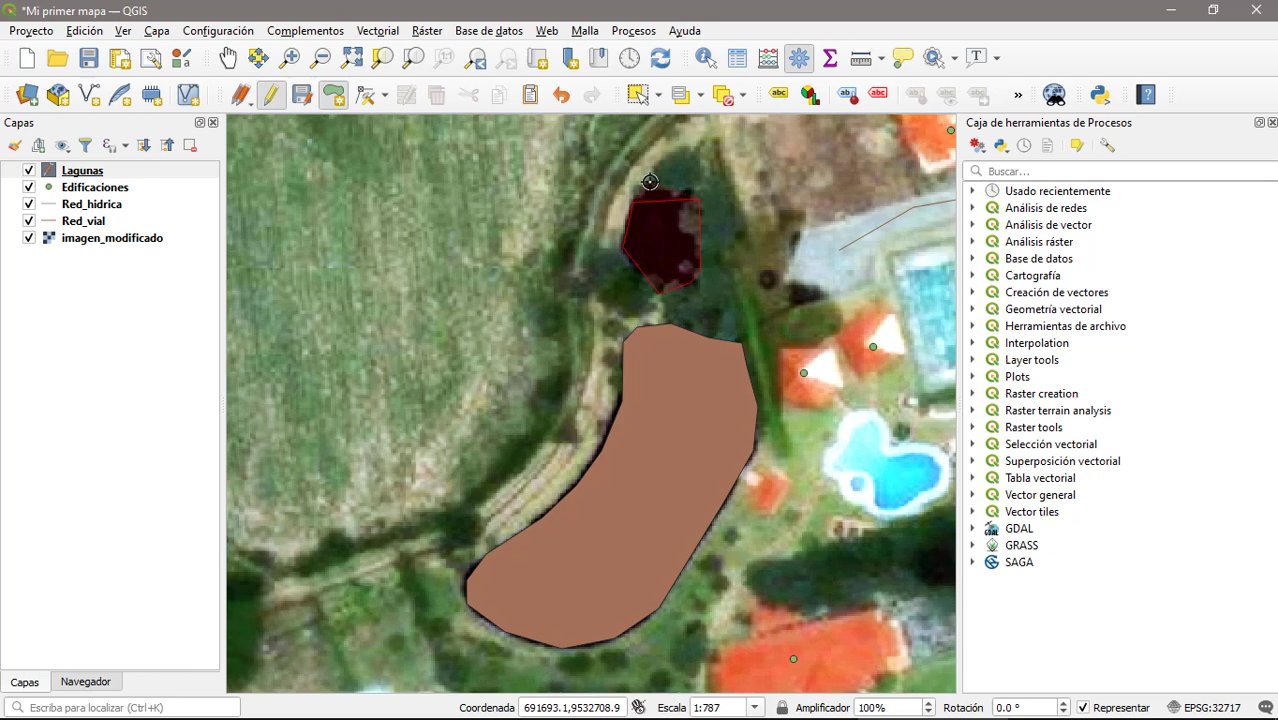 *Mi primer mapa — QGIS
Proyecto Edición Ver Capa Configuración Complementos Vectorial Ráster Base de datos Web Malla Procesos Ayuda
Capas
Lagunas
Edificaciones
Red_hidrica
Red_vial
imagen_modificado
Caja de herramientas de Procesos
Buscar...
Usado recientemente
Análisis de redes
Análisis de vector
Análisis ráster
Base de datos
Cartografía
Creación de vectores
Geometría vectorial
Herramientas de archivo
Interpolation
Layer tools
Plots
Raster creation
Raster terrain analysis
Raster tools
Selección vectorial
Superposición vectorial
Tabla vectorial
Vector general
Vector tiles
GDAL
GRASS
SAGA
Capas Navegador
Escriba para localizar (Ctrl+K) Coordenada 691693.1,9532708.9 Escala 1:787 Amplificador 100% Rotación 0.0 ° Representar EPSG:32717